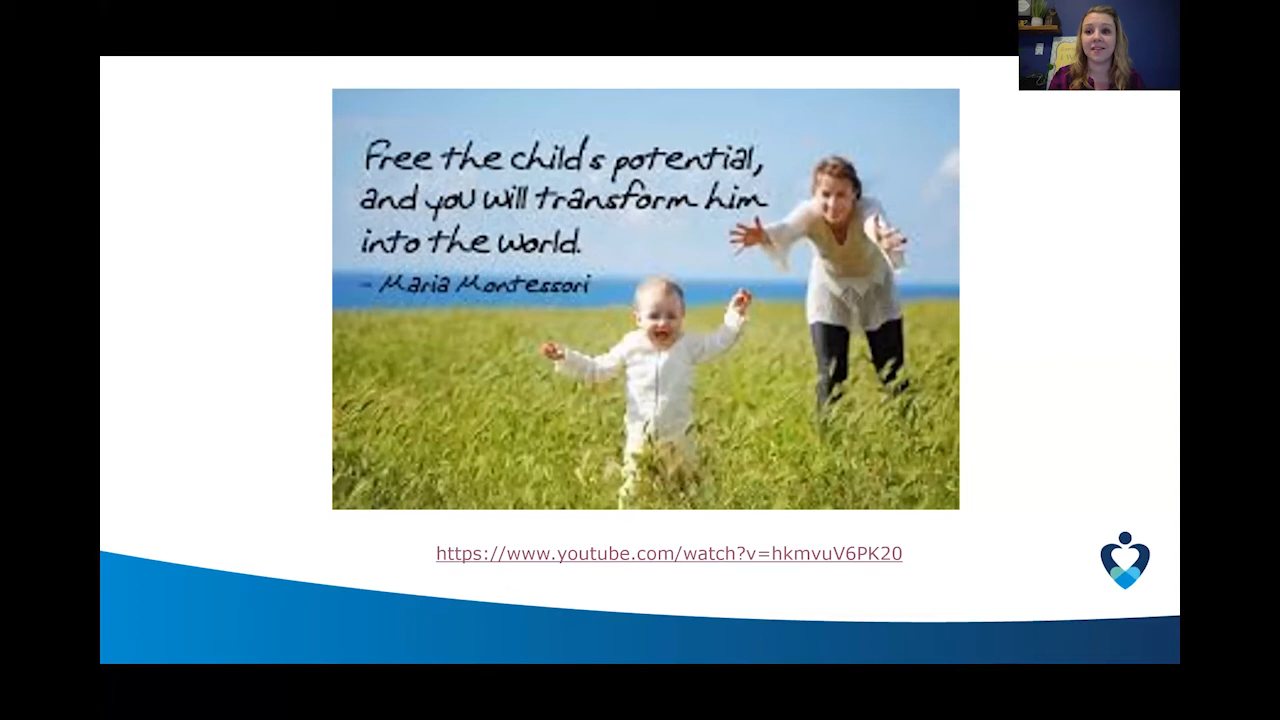 Free the child's potential,
and you will transform him
into the world.
- Maria Montessori
https://www.youtube.com/watch?v=hkmvuV6PK20